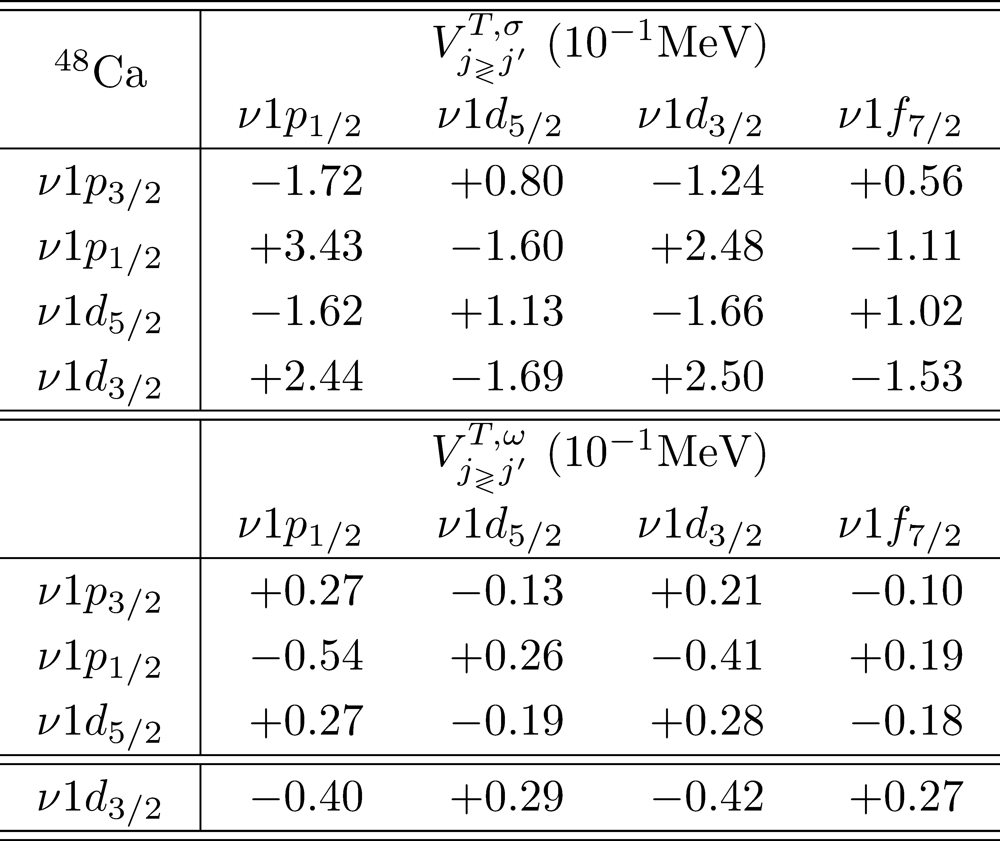 ⁴⁸Ca V^{T,σ}_{j≷j′} (10⁻¹MeV)
ν1p₁/₂ ν1d₅/₂ ν1d₃/₂ ν1f₇/₂
ν1p₃/₂ −1.72 +0.80 −1.24 +0.56
ν1p₁/₂ +3.43 −1.60 +2.48 −1.11
ν1d₅/₂ −1.62 +1.13 −1.66 +1.02
ν1d₃/₂ +2.44 −1.69 +2.50 −1.53
V^{T,ω}_{j≷j′} (10⁻¹MeV)
ν1p₁/₂ ν1d₅/₂ ν1d₃/₂ ν1f₇/₂
ν1p₃/₂ +0.27 −0.13 +0.21 −0.10
ν1p₁/₂ −0.54 +0.26 −0.41 +0.19
ν1d₅/₂ +0.27 −0.19 +0.28 −0.18
ν1d₃/₂ −0.40 +0.29 −0.42 +0.27